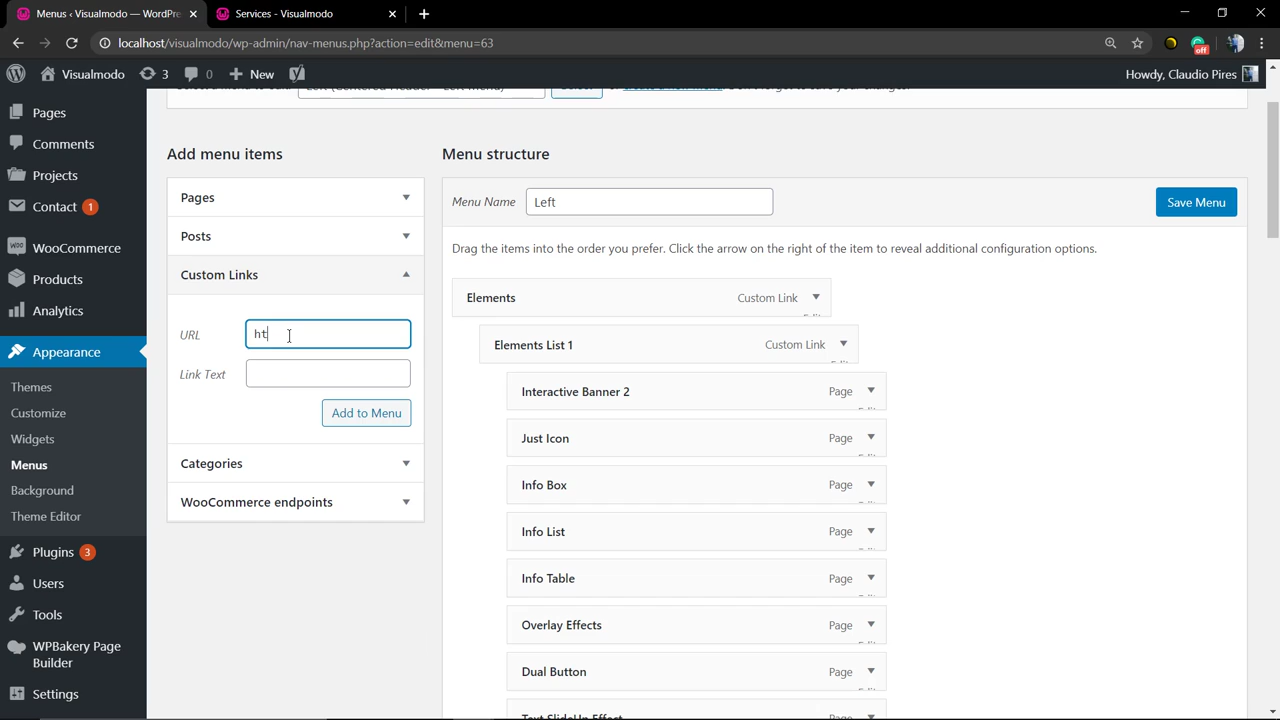 Menus ‹ Visualmodo — WordPre
Services - Visualmodo
localhost/visualmodo/wp-admin/nav-menus.php?action=edit&menu=63
off
Visualmodo
3
0
New
Howdy, Claudio Pires
Pages
Comments
Projects
Contact 1
WooCommerce
Products
Analytics
Appearance
Themes
Customize
Widgets
Menus
Background
Theme Editor
Plugins 3
Users
Tools
WPBakery Page
Builder
Settings
Add menu items
Pages
Posts
Custom Links
URL ht
Link Text
Add to Menu
Categories
WooCommerce endpoints
Menu structure
Menu Name Left
Save Menu
Drag the items into the order you prefer. Click the arrow on the right of the item to reveal additional configuration options.
Elements Custom Link
Elements List 1 Custom Link
Interactive Banner 2 Page
Just Icon Page
Info Box Page
Info List Page
Info Table Page
Overlay Effects Page
Dual Button Page
Text SlideUp Effect